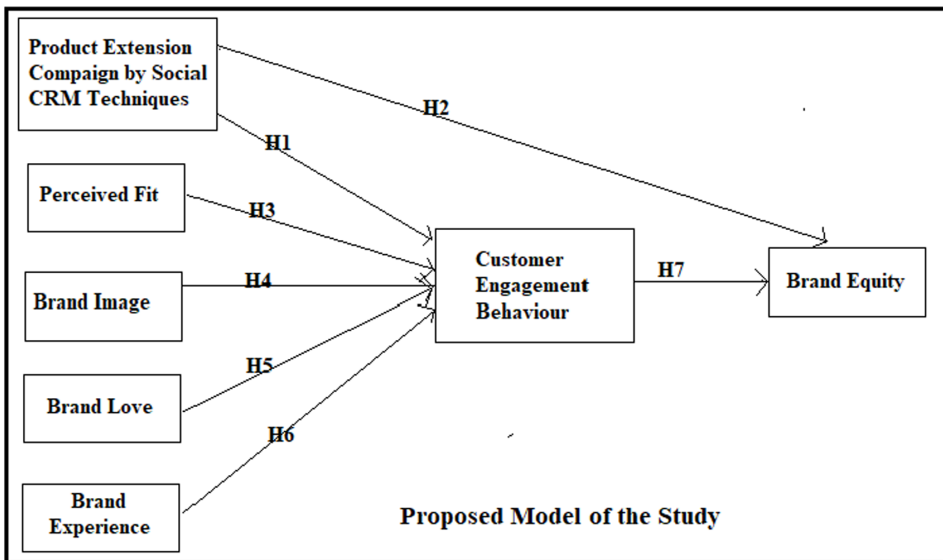 Product Extension
Compaign by Social
CRM Techniques
H2
H1
Perceived Fit
H3
Customer
Engagement
Behaviour
H7
Brand Equity
Brand Image
H4
H5
Brand Love
H6
Brand
Experience
Proposed Model of the Study